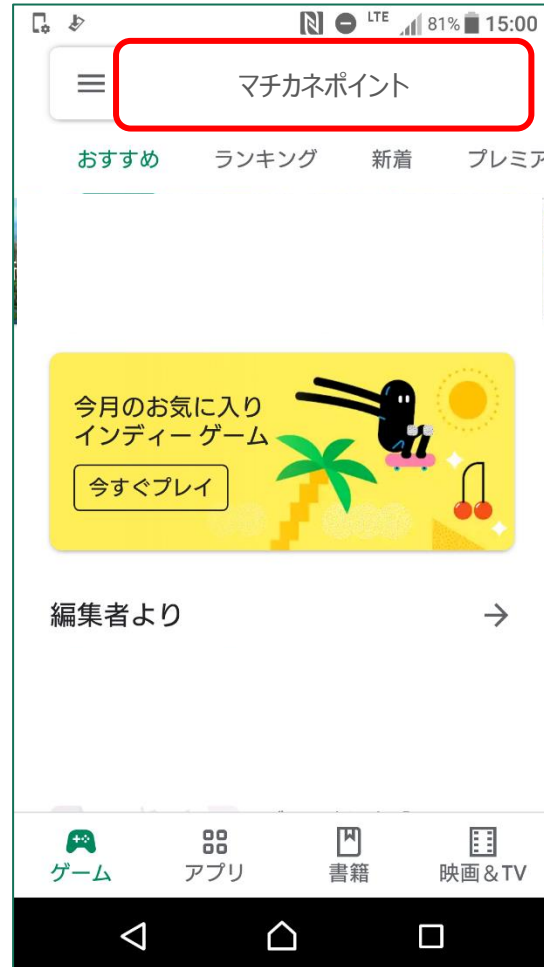 LTE 81% 15:00
マチカネポイント
おすすめ ランキング 新着 プレミア
今月のお気に入り
インディー ゲーム
今すぐプレイ
編集者より
ゲーム アプリ 書籍 映画&TV